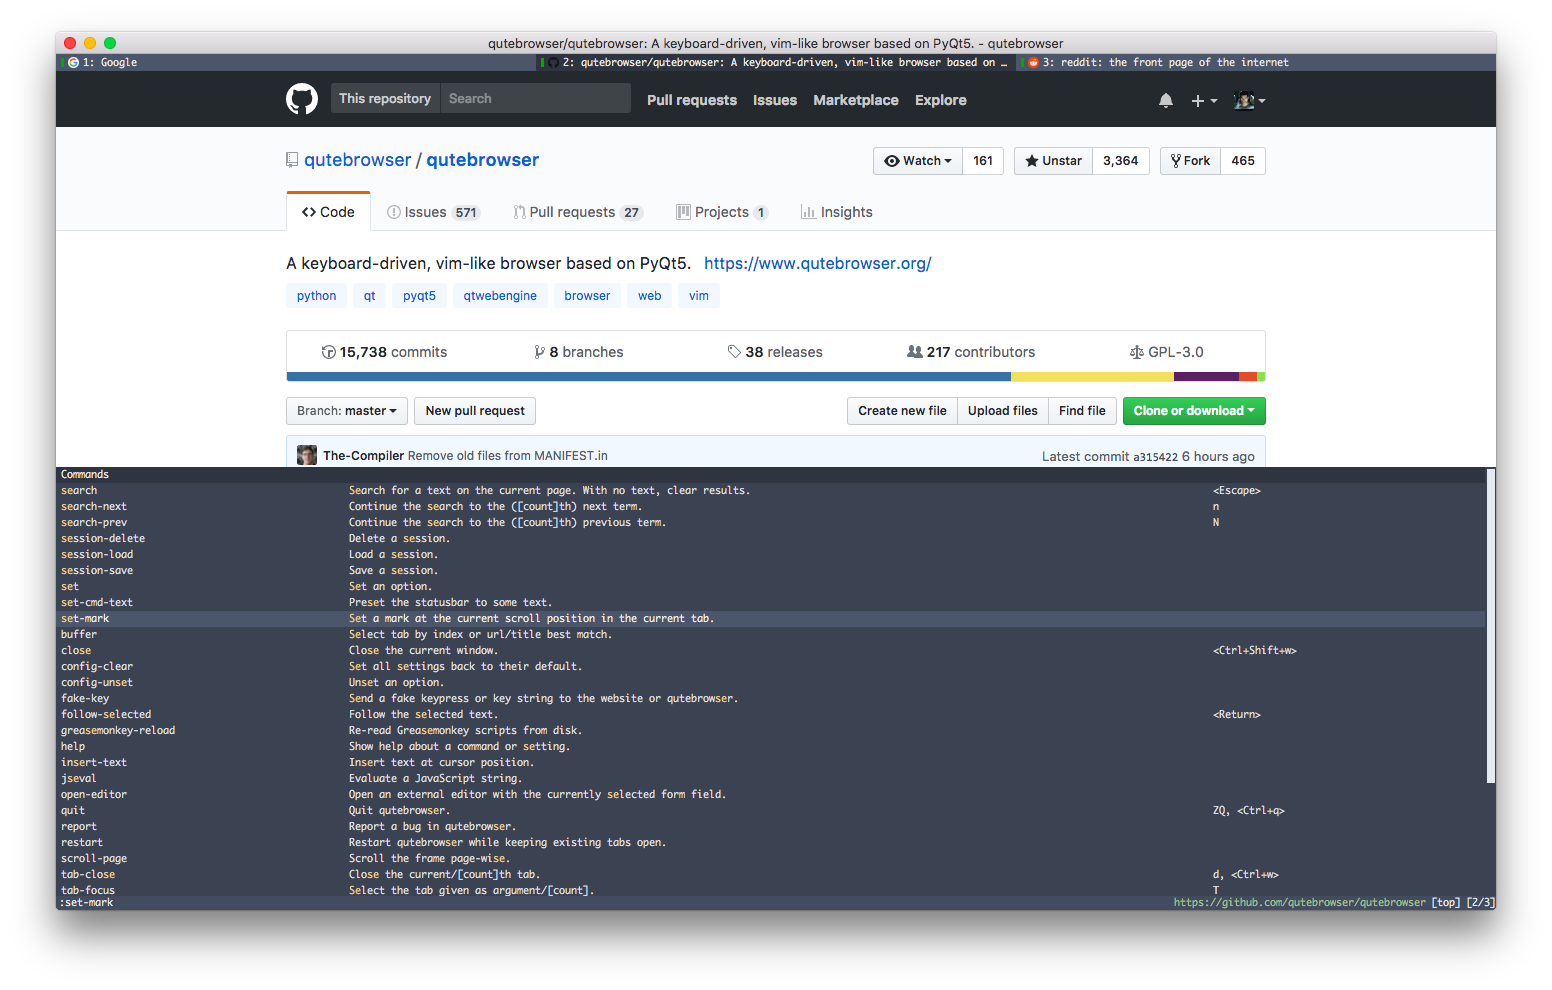 qutebrowser/qutebrowser: A keyboard-driven, vim-like browser based on PyQt5. - qutebrowser
1: Google 2: qutebrowser/qutebrowser: A keyboard-driven, vim-like browser based on … 3: reddit: the front page of the internet
This repository Search Pull requests Issues Marketplace Explore
qutebrowser / qutebrowser Watch 161 Unstar 3,364 Fork 465
Code Issues 571 Pull requests 27 Projects 1 Insights
A keyboard-driven, vim-like browser based on PyQt5. https://www.qutebrowser.org/
python qt pyqt5 qtwebengine browser web vim
15,738 commits 8 branches 38 releases 217 contributors GPL-3.0
Branch: master New pull request Create new file Upload files Find file Clone or download
The-Compiler Remove old files from MANIFEST.in Latest commit a315422 6 hours ago
Commands
search Search for a text on the current page. With no text, clear results. <Escape>
search-next Continue the search to the ([count]th) next term. n
search-prev Continue the search to the ([count]th) previous term. N
session-delete Delete a session.
session-load Load a session.
session-save Save a session.
set Set an option.
set-cmd-text Preset the statusbar to some text.
set-mark Set a mark at the current scroll position in the current tab.
buffer Select tab by index or url/title best match.
close Close the current window. <Ctrl+Shift+w>
config-clear Set all settings back to their default.
config-unset Unset an option.
fake-key Send a fake keypress or key string to the website or qutebrowser.
follow-selected Follow the selected text. <Return>
greasemonkey-reload Re-read Greasemonkey scripts from disk.
help Show help about a command or setting.
insert-text Insert text at cursor position.
jseval Evaluate a JavaScript string.
open-editor Open an external editor with the currently selected form field.
quit Quit qutebrowser. ZQ, <Ctrl+q>
report Report a bug in qutebrowser.
restart Restart qutebrowser while keeping existing tabs open.
scroll-page Scroll the frame page-wise.
tab-close Close the current/[count]th tab. d, <Ctrl+w>
tab-focus Select the tab given as argument/[count]. T
:set-mark https://github.com/qutebrowser/qutebrowser [top] [2/3]